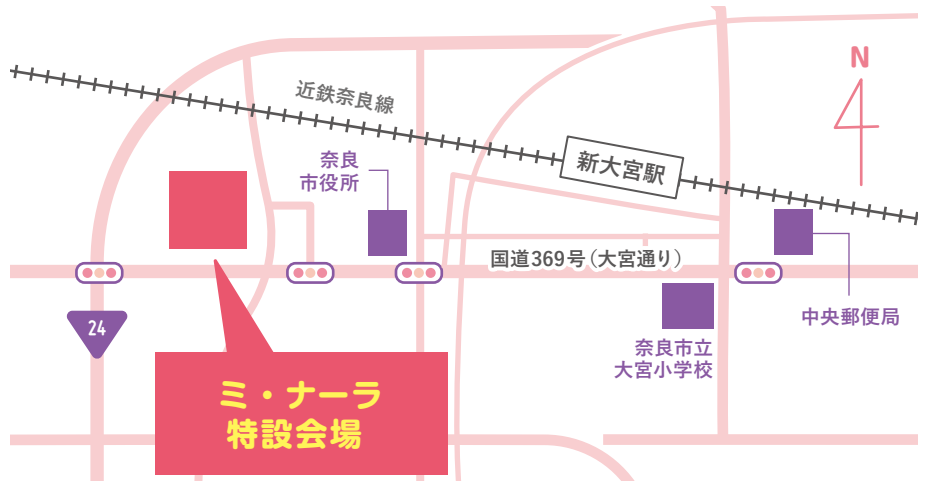 N
近鉄奈良線
新大宮駅
奈良
市役所
国道369号(大宮通り)
中央郵便局
奈良市立
大宮小学校
24
ミ・ナーラ
特設会場